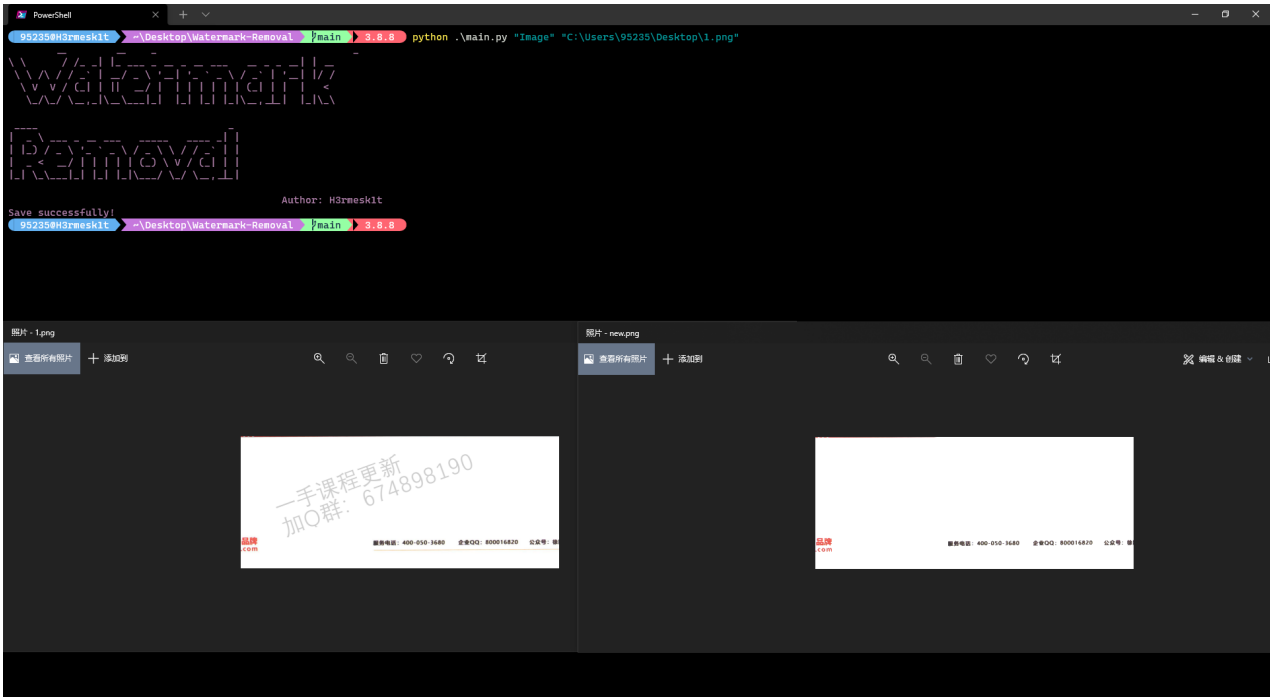 PowerShell
95235@H3rmesk1t ~\Desktop\Watermark-Removal main 3.8.8 python .\main.py "Image" "C:\Users\95235\Desktop\1.png"
Watermark
Removal
Author: H3rmesk1t
Save successfully!
95235@H3rmesk1t ~\Desktop\Watermark-Removal main 3.8.8
照片 - 1.png
查看所有照片 添加到
一手课程更新
加Q群：674898190
品牌
.com
服务电话：400-050-3680 企业QQ：800016820 公众号：
照片 - new.png
查看所有照片 添加到 编辑 & 创建
品牌
.com
服务电话：400-050-3680 企业QQ：800016820 公众号：